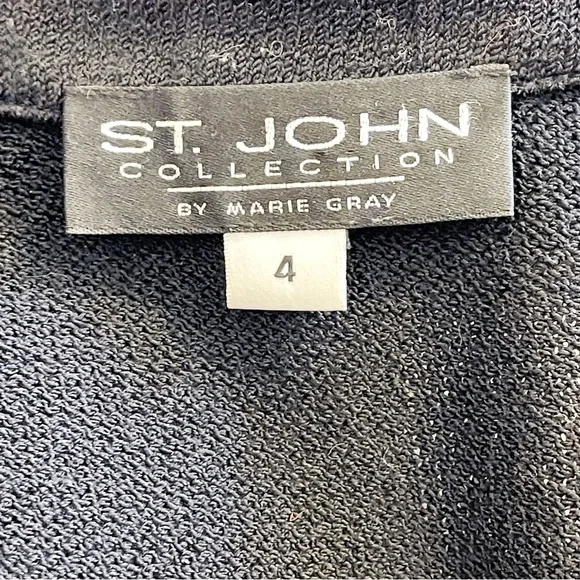 ST. JOHN
COLLECTION
BY MARIE GRAY
4